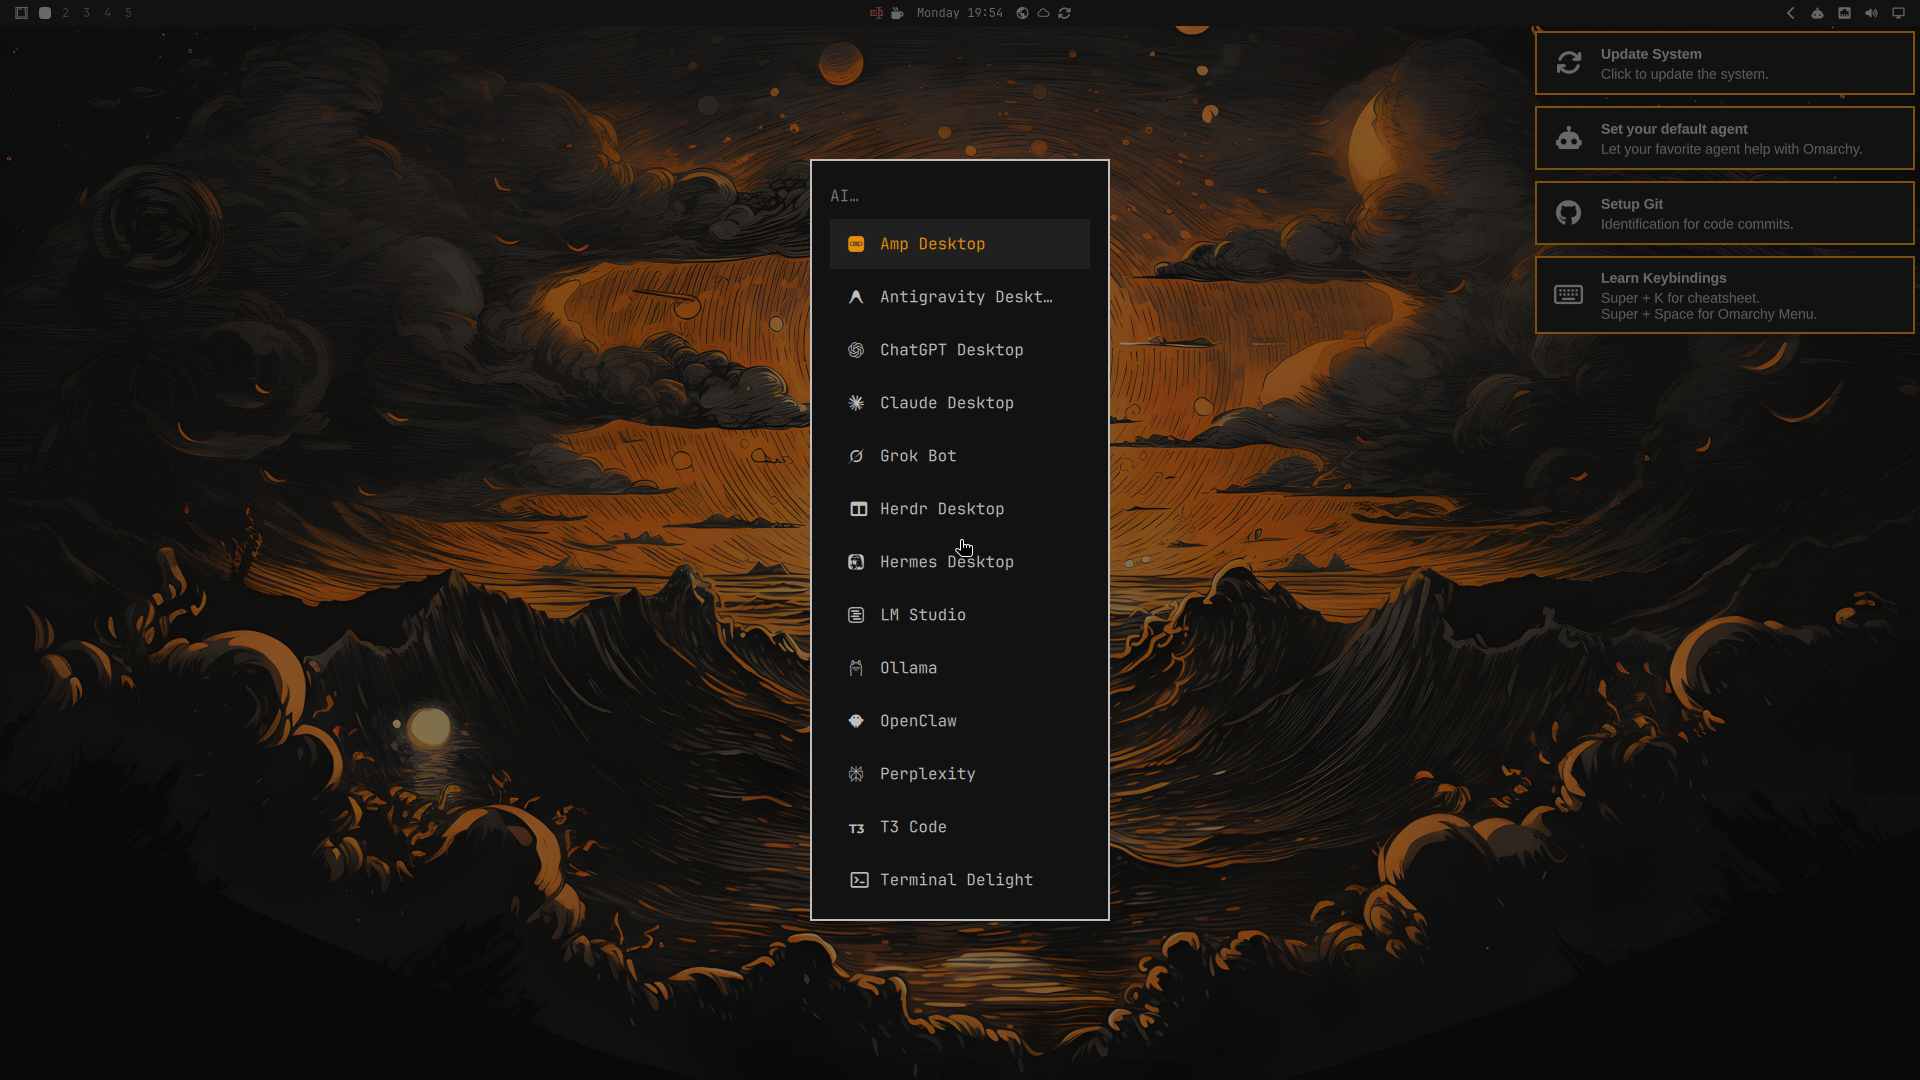 2 3 4 5
Monday 19:54
Update System
Click to update the system.
Set your default agent
Let your favorite agent help with Omarchy.
Setup Git
Identification for code commits.
Learn Keybindings
Super + K for cheatsheet.
Super + Space for Omarchy Menu.
AI…
Amp Desktop
Antigravity Deskt…
ChatGPT Desktop
Claude Desktop
Grok Bot
Herdr Desktop
Hermes Desktop
LM Studio
Ollama
OpenClaw
Perplexity
T3 T3 Code
Terminal Delight